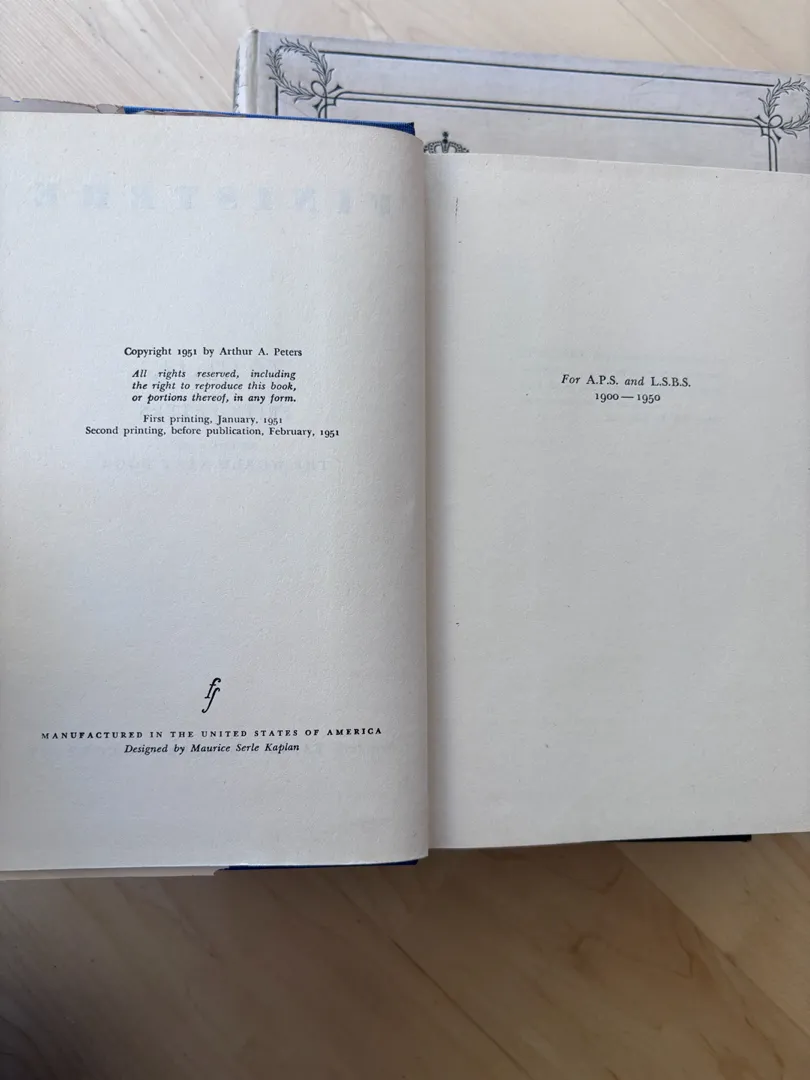 Copyright 1951 by Arthur A. Peters
All rights reserved, including
the right to reproduce this book,
or portions thereof, in any form.
First printing, January, 1951
Second printing, before publication, February, 1951
fs
MANUFACTURED IN THE UNITED STATES OF AMERICA
Designed by Maurice Serle Kaplan
For A.P.S. and L.S.B.S.
1900—1950